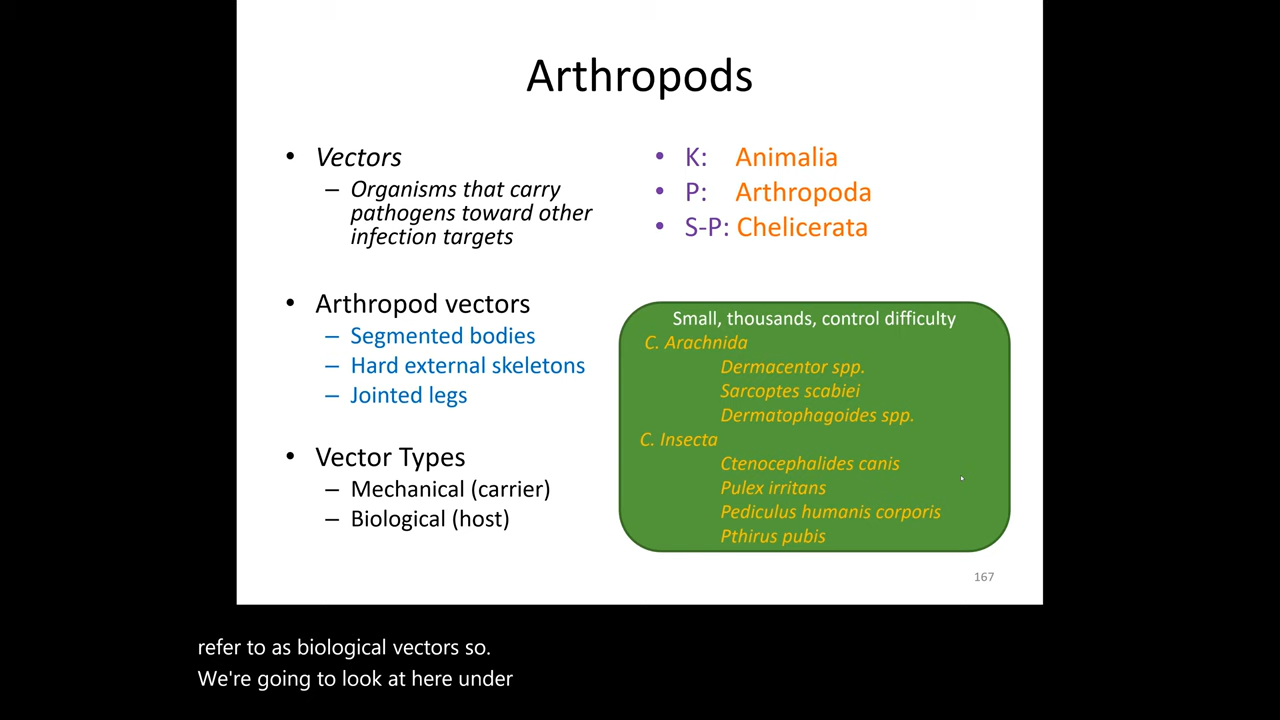 Arthropods
• Vectors
– Organisms that carry
pathogens toward other
infection targets
• Arthropod vectors
– Segmented bodies
– Hard external skeletons
– Jointed legs
• Vector Types
– Mechanical (carrier)
– Biological (host)
• K: Animalia
• P: Arthropoda
• S-P: Chelicerata
Small, thousands, control difficulty
C. Arachnida
Dermacentor spp.
Sarcoptes scabiei
Dermatophagoides spp.
C. Insecta
Ctenocephalides canis
Pulex irritans
Pediculus humanis corporis
Pthirus pubis
167
refer to as biological vectors so.
We're going to look at here under